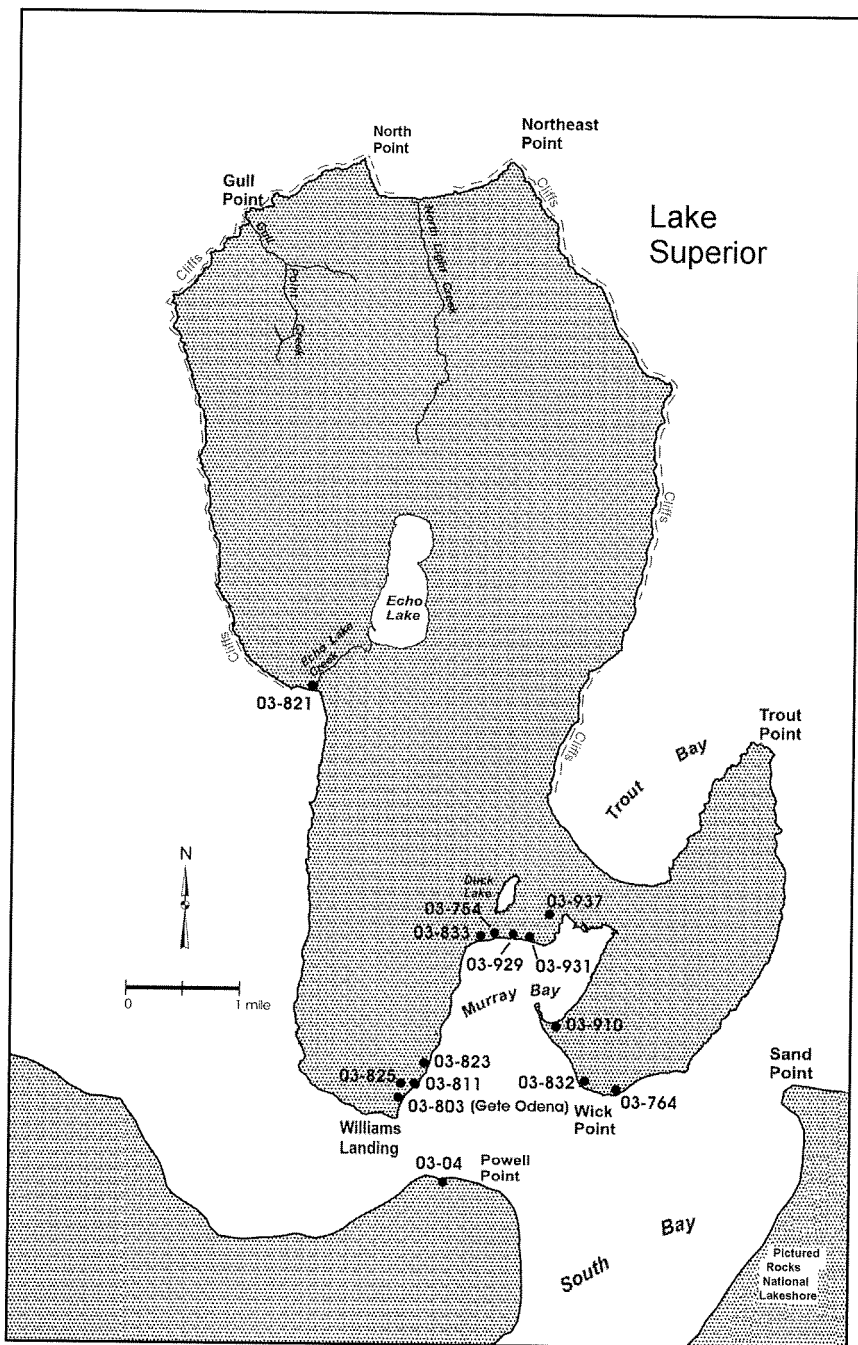 North
Point
Northeast
Point
Gull
Point
Cliffs
Lake
Superior
Cliffs
Gull
Point
Creek
North Light Creek
Cliffs
Echo
Lake
Echo Lake
Creek
Cliffs
03-821
Cliffs
Trout
Point
Trout Bay
N
Duck
Lake
03-937
03-754
03-833
03-929
03-931
0
1 mile
Murray Bay
03-910
03-823
03-825
03-811
03-832
03-764
Sand
Point
03-803 (Gete Odena)
Wick
Point
Williams
Landing
03-04
Powell
Point
South Bay
Pictured
Rocks
National
Lakeshore